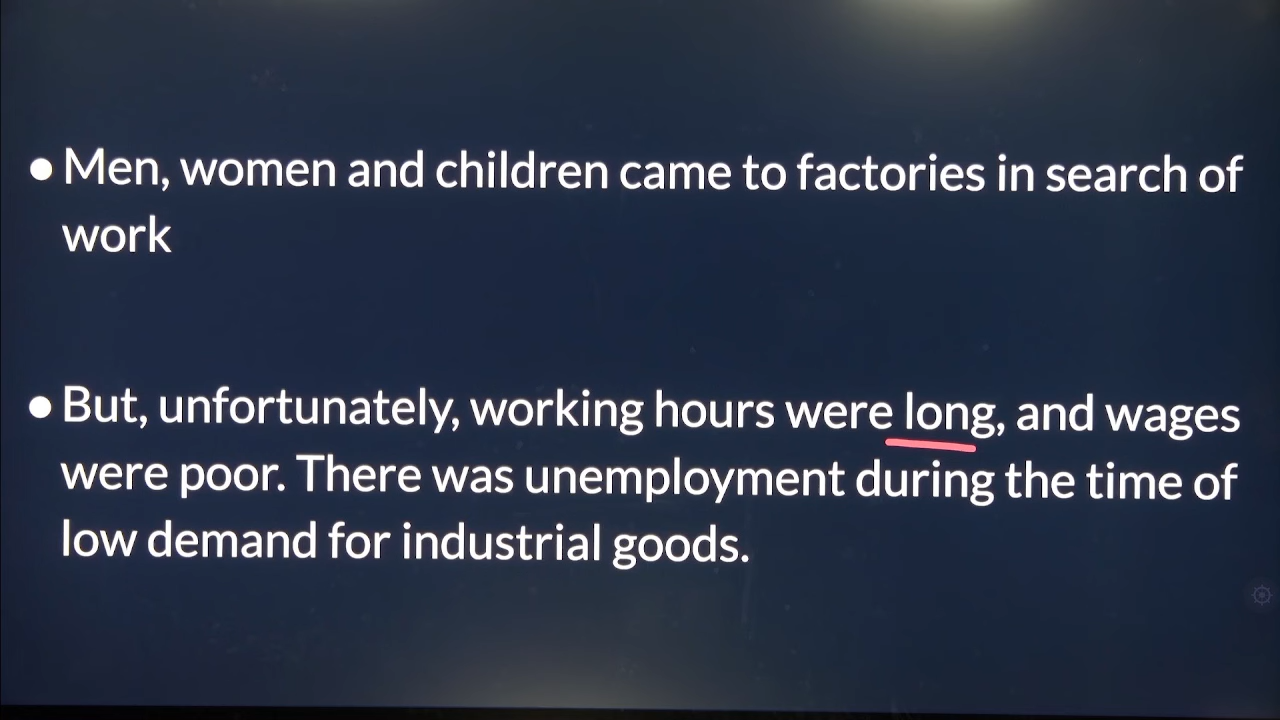 • Men, women and children came to factories in search of
work
• But, unfortunately, working hours were long, and wages
were poor. There was unemployment during the time of
low demand for industrial goods.